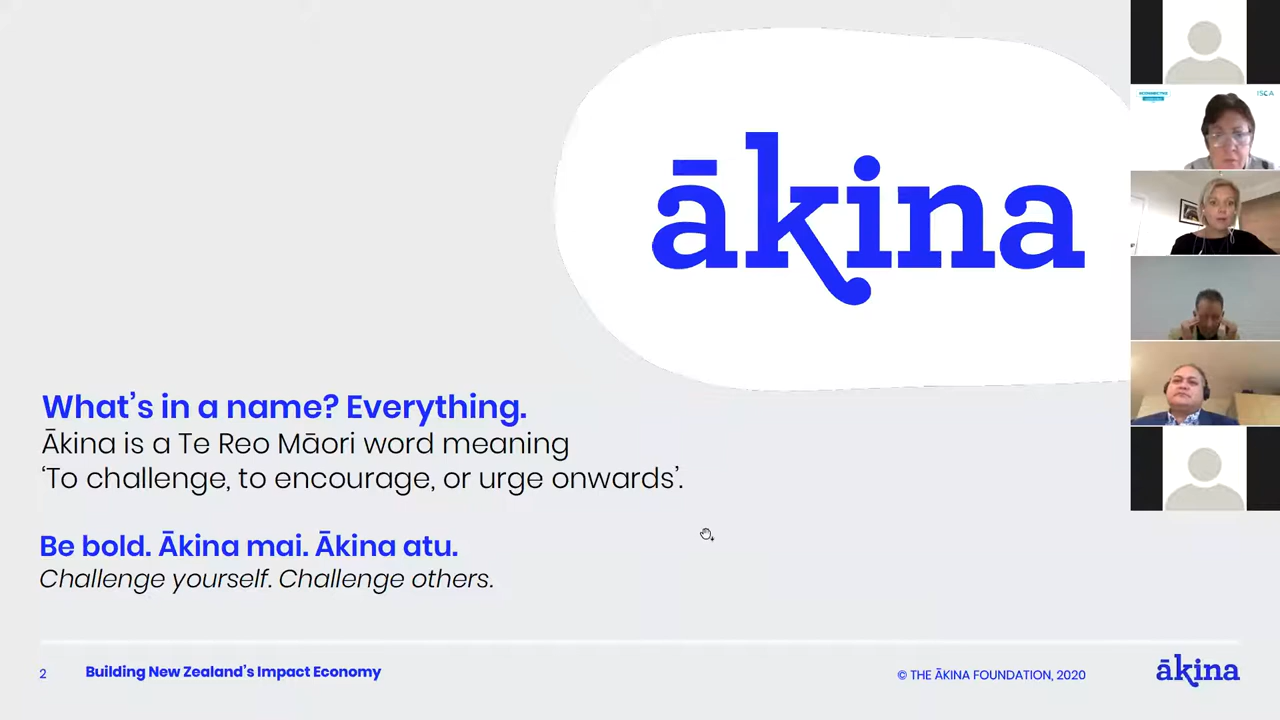 ākina
ISCA
What's in a name? Everything.
Ākina is a Te Reo Māori word meaning
‘To challenge, to encourage, or urge onwards’.
Be bold. Ākina mai. Ākina atu.
Challenge yourself. Challenge others.
2
Building New Zealand's Impact Economy
© THE ĀKINA FOUNDATION, 2020
ākina